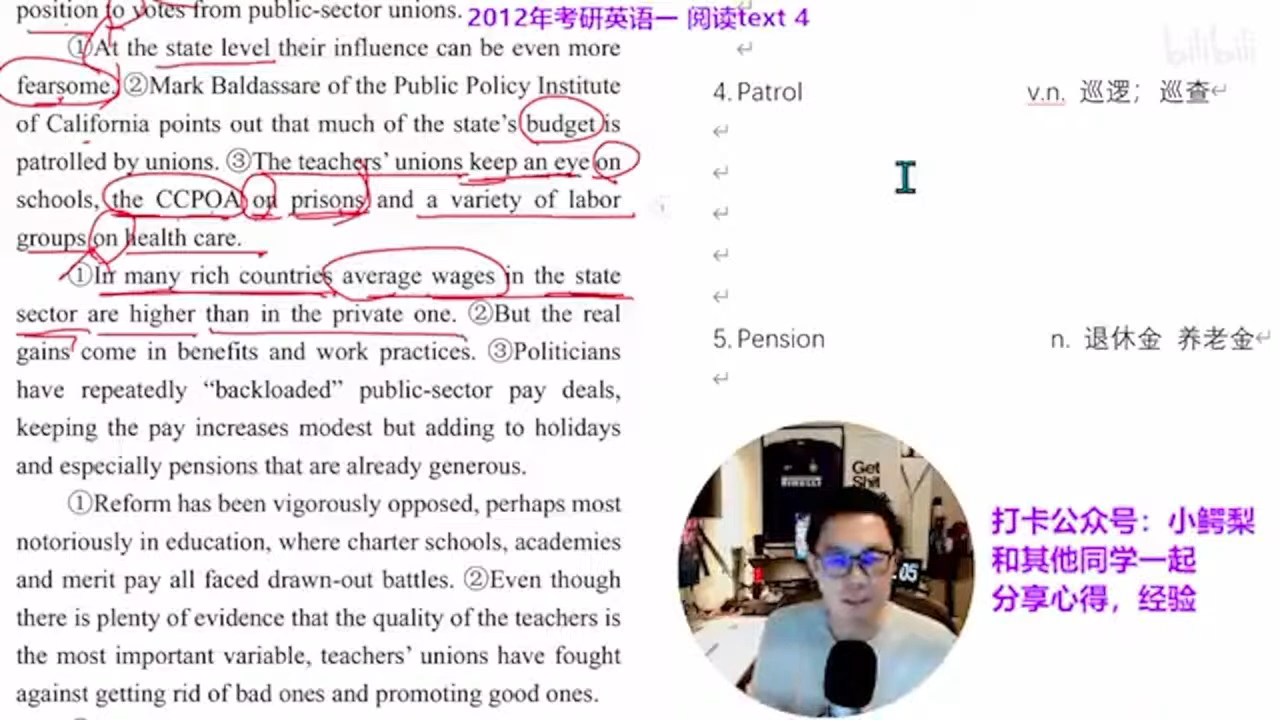 position to votes from public-sector unions.
2012年考研英语一 阅读text 4
①At the state level their influence can be even more
fearsome. ②Mark Baldassare of the Public Policy Institute
of California points out that much of the state's budget is
patrolled by unions. ③The teachers' unions keep an eye on
schools, the CCPOA on prisons and a variety of labor
groups on health care.
①In many rich countries average wages in the state
sector are higher than in the private one. ②But the real
gains come in benefits and work practices. ③Politicians
have repeatedly “backloaded” public-sector pay deals,
keeping the pay increases modest but adding to holidays
and especially pensions that are already generous.
①Reform has been vigorously opposed, perhaps most
notoriously in education, where charter schools, academies
and merit pay all faced drawn-out battles. ②Even though
there is plenty of evidence that the quality of the teachers is
the most important variable, teachers' unions have fought
against getting rid of bad ones and promoting good ones.
bilibili
4. Patrol v.n. 巡逻；巡查
5. Pension n. 退休金 养老金
Get
Shit
PIRELLI
05
打卡公众号：小鳄梨
和其他同学一起
分享心得，经验